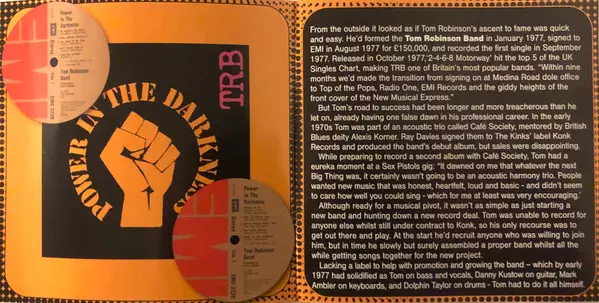 Power
in The
Darkness
Tom Robinson
Band
TRB
POWER IN THE DARKNESS
Power
in The
Darkness
Tom Robinson
Band
From the outside it looked as if Tom Robinson's ascent to fame was quick
and easy. He'd formed the Tom Robinson Band in January 1977, signed to
EMI in August 1977 for £150,000, and recorded the first single in September
1977. Released in October 1977,'2-4-6-8 Motorway' hit the top 5 of the UK
Singles Chart, making TRB one of Britain's most popular bands. "Within nine
months we'd made the transition from signing on at Medina Road dole office
to Top of the Pops, Radio One, EMI Records and the giddy heights of the
front cover of the New Musical Express."
But Tom's road to success had been longer and more treacherous than he
let on, already having one false dawn in his professional career. In the early
1970s Tom was part of an acoustic trio called Café Society, mentored by British
Blues deity Alexis Korner. Ray Davies signed them to The Kinks' label Konk
Records and produced the band's debut album, but sales were disappointing.
While preparing to record a second album with Café Society, Tom had a
eureka moment at a Sex Pistols gig: "It dawned on me that whatever the next
Big Thing was, it certainly wasn't going to be an acoustic harmony trio. People
wanted new music that was honest, heartfelt, loud and basic - and didn't seem
to care how well you could sing - which for me at least was very encouraging.'
Although ready for a musical pivot, it wasn't as simple as just starting a
new band and hunting down a new record deal. Tom was unable to record for
anyone else whilst still under contract to Konk, so his only recourse was to
get out there and play. At the start he'd recruit anyone who was willing to join
him, but in time he slowly but surely assembled a proper band whilst all the
while getting songs together for the new project.
Lacking a label to help with promotion and growing the band – which by early
1977 had solidified as Tom on bass and vocals, Danny Kustow on guitar, Mark
Ambler on keyboards, and Dolphin Taylor on drums - Tom had to do it all himself.